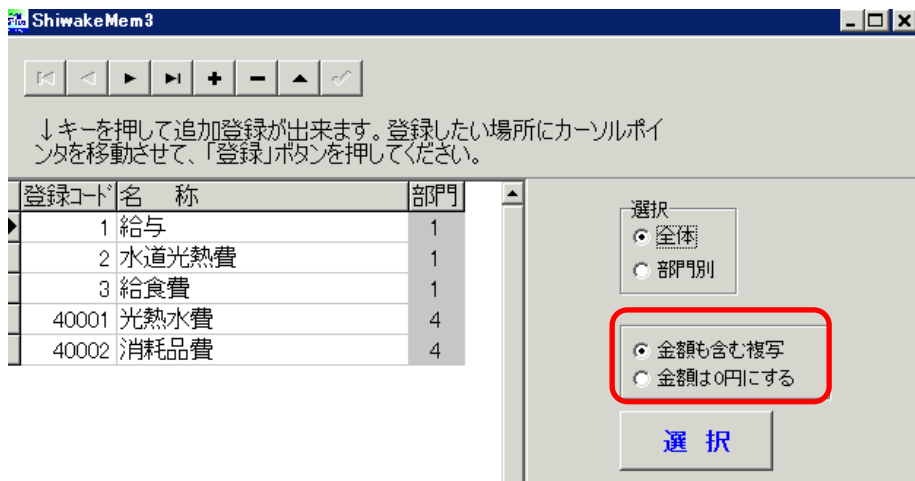 ShiwakeMem3
↓キーを押して追加登録が出来ます。登録したい場所にカーソルポイ
ンタを移動させて、「登録」ボタンを押してください。
登録コード 名 称 部門
1 給与 1
2 水道光熱費 1
3 給食費 1
40001 光熱水費 4
40002 消耗品費 4
選択
全体
部門別
金額も含む複写
金額は0円にする
選 択